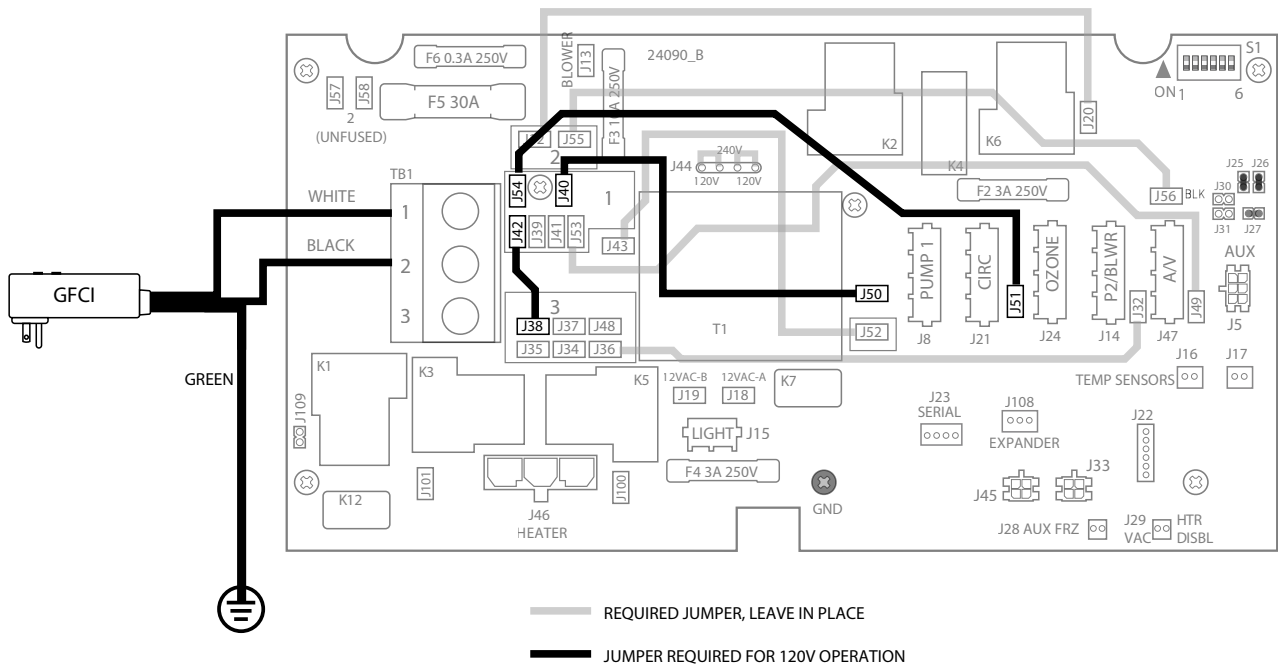 24090_B
S1
ON 1 6
F6 0.3A 250V
BLOWER
J13
J57
J58
2
(UNFUSED)
F5 30A
F3 10A 250V
K2
K6
K4
J20
J55
2
J44
240V
120V 120V
F2 3A 250V
J56 BLK
J25 J26
J30
J31 J27
WHITE
TB1
1
BLACK
2
3
J54
J40
1
J42
J39
J41
J53
J43
GFCI
GREEN
3
J38 J37 J48
J35 J34 J36
T1
J50
J52
PUMP 1
J8
CIRC
J21
J51
OZONE
J24
P2/BLWR
J14
J32
A/V
J47
J49
AUX
J5
TEMP SENSORS
J16
J17
K1
K3
K5
12VAC-B 12VAC-A
J19 J18
K7
J109
LIGHT J15
F4 3A 250V
J23
SERIAL
J108
EXPANDER
J22
K12
J101
J46
HEATER
J100
GND
J45
J33
J28 AUX FRZ
J29
VAC
HTR
DISBL
REQUIRED JUMPER, LEAVE IN PLACE
JUMPER REQUIRED FOR 120V OPERATION